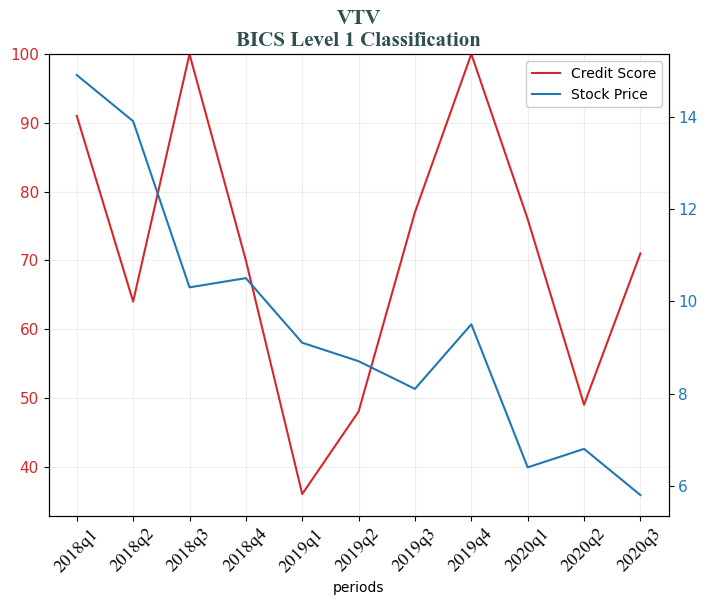 VTV
BICS Level 1 Classification
100
90
80
70
60
50
40
Credit Score
Stock Price
14
12
10
8
6
2018q1
2018q2
2018q3
2018q4
2019q1
2019q2
2019q3
2019q4
2020q1
2020q2
2020q3
periods